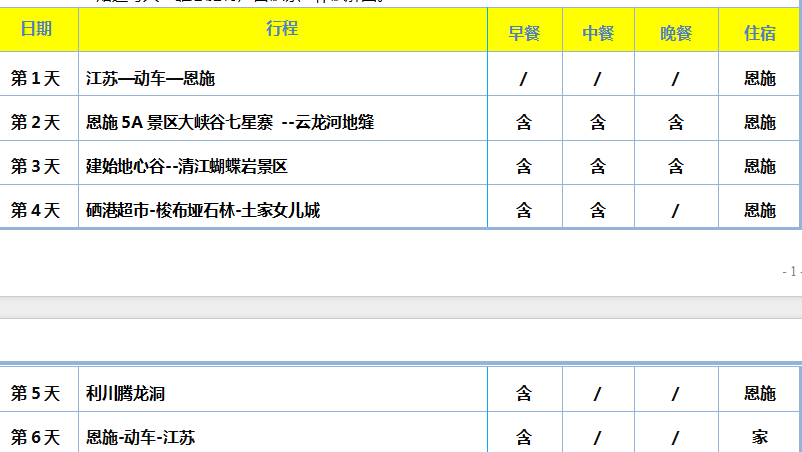 日期 行程 早餐 中餐 晚餐 住宿
第 1 天 江苏—动车—恩施 / / / 恩施
第 2 天 恩施 5A 景区大峡谷七星寨 --云龙河地缝 含 含 含 恩施
第 3 天 建始地心谷--清江蝴蝶岩景区 含 含 含 恩施
第 4 天 硒港超市-梭布垭石林-土家女儿城 含 含 / 恩施
- 1 -
第 5 天 利川腾龙洞 含 / / 恩施
第 6 天 恩施-动车-江苏 含 / / 家